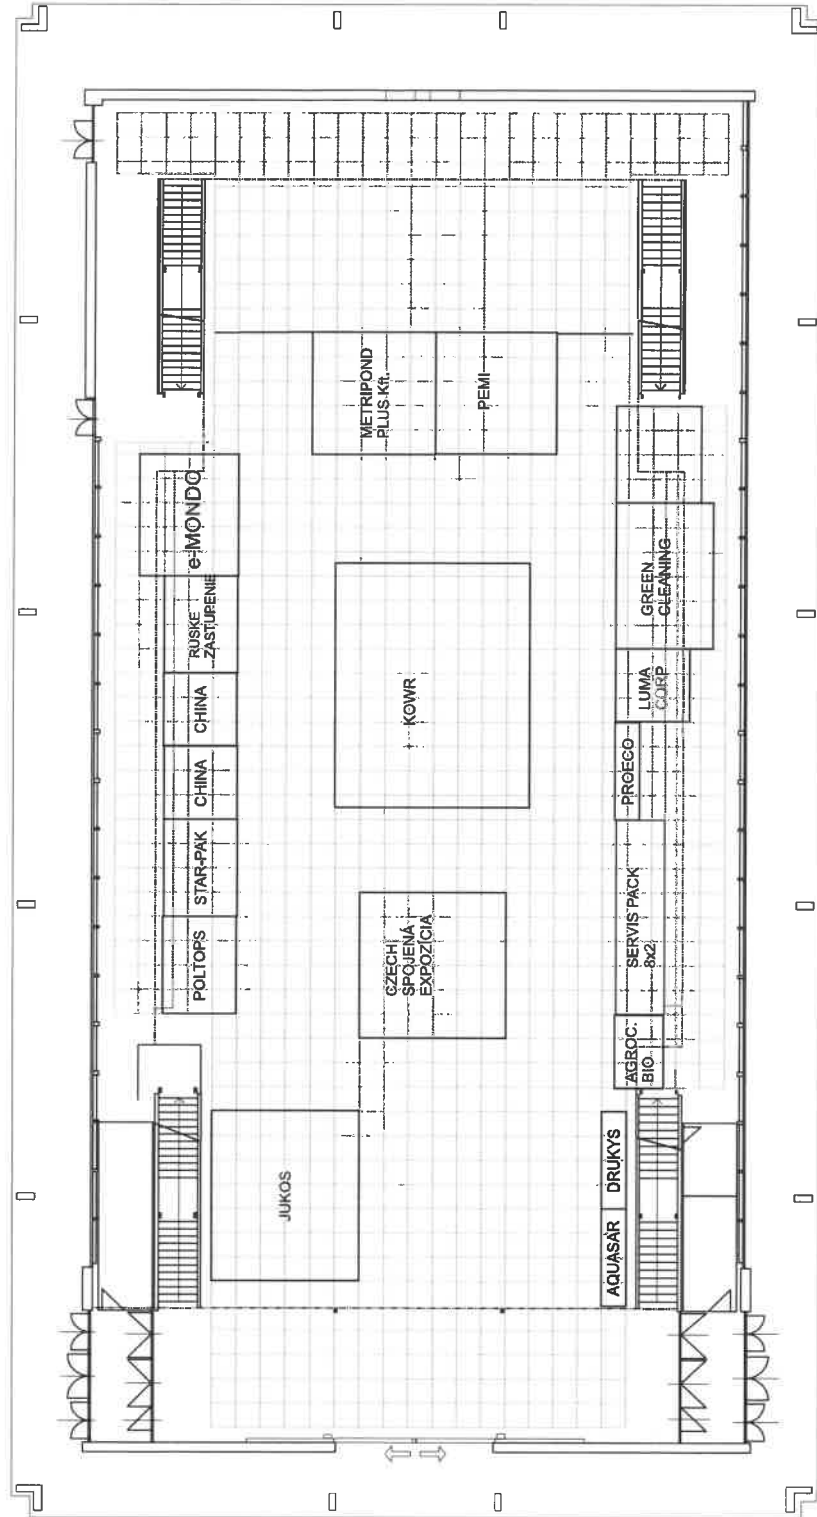 METRIPOND
PLUS Kft.
PEMI
e-MONDO
RUSKE
ZASTUPENIE
CHINA
CHINA
STAR-PAK
POLTOPS
KOWR
GREEN
CLEANING
LUMA
CORP
PROECO
SERVIS PACK
8x2
AGROC.
BIO
CZECH
SPOJENÁ
EXPOZÍCIA
JUKOS
DRUKYS
AQUASAR